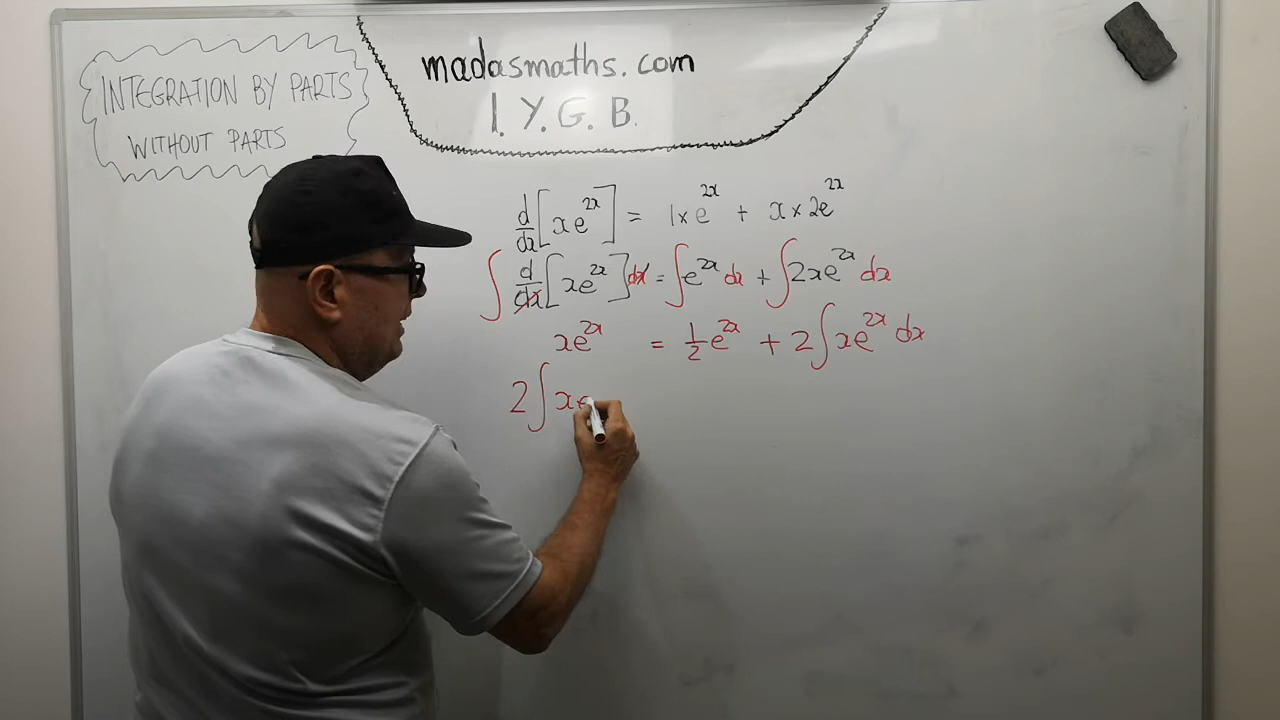 INTEGRATION BY PARTS
WITHOUT PARTS
madasmaths.com
I. Y. G. B.
d/dx[xe^{2x}] = 1×e^{2x} + x×2e^{2x}
∫ d/dx[xe^{2x}]dx = ∫e^{2x} dx + ∫2xe^{2x} dx
xe^{2x} = ½e^{2x} + 2∫xe^{2x} dx
2∫x